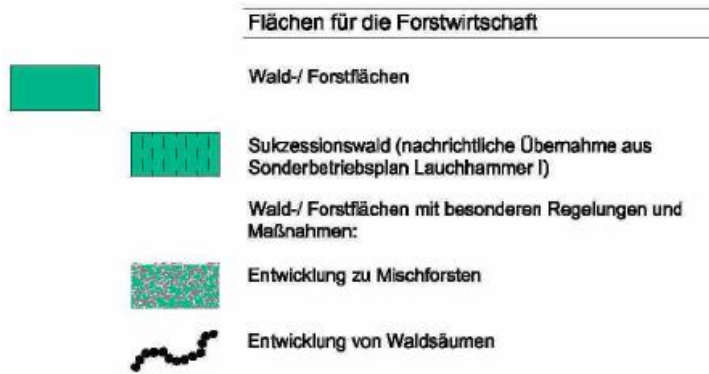 Flächen für die Forstwirtschaft
Wald-/ Forstflächen
Sukzessionswald (nachrichtliche Übernahme aus
Sonderbetriebsplan Lauchhammer I)
Wald-/ Forstflächen mit besonderen Regelungen und
Maßnahmen:
Entwicklung zu Mischforsten
Entwicklung von Waldsäumen